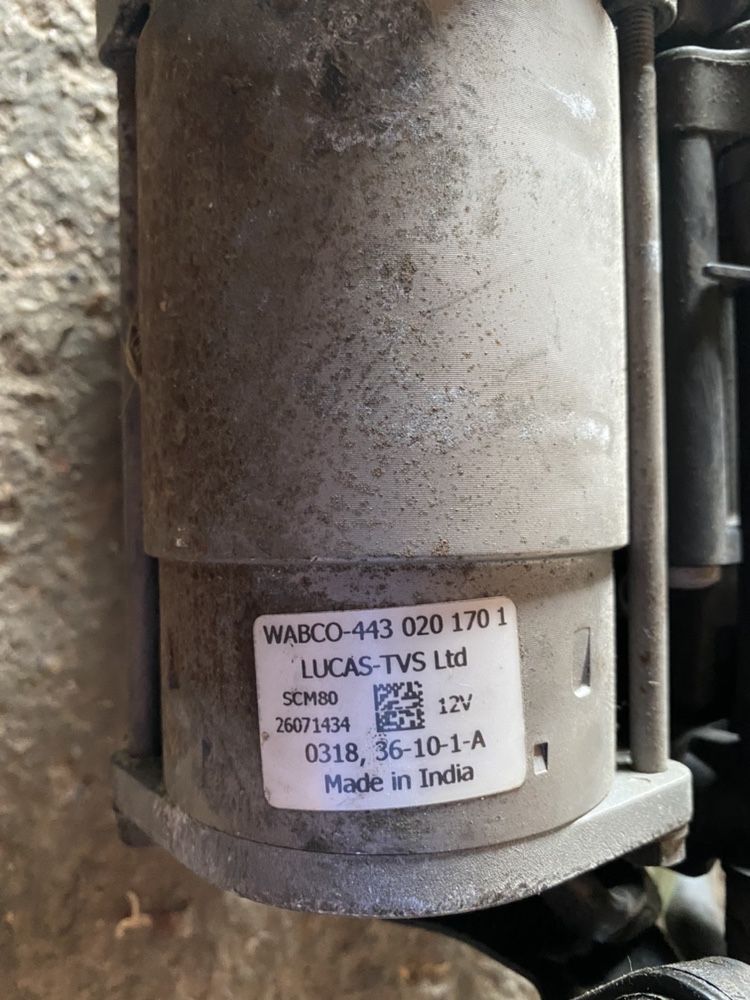 WABCO-443 020 170 1
LUCAS-TVS Ltd
SCM80
26071434
12V
0318, 36-10-1-A
Made in India